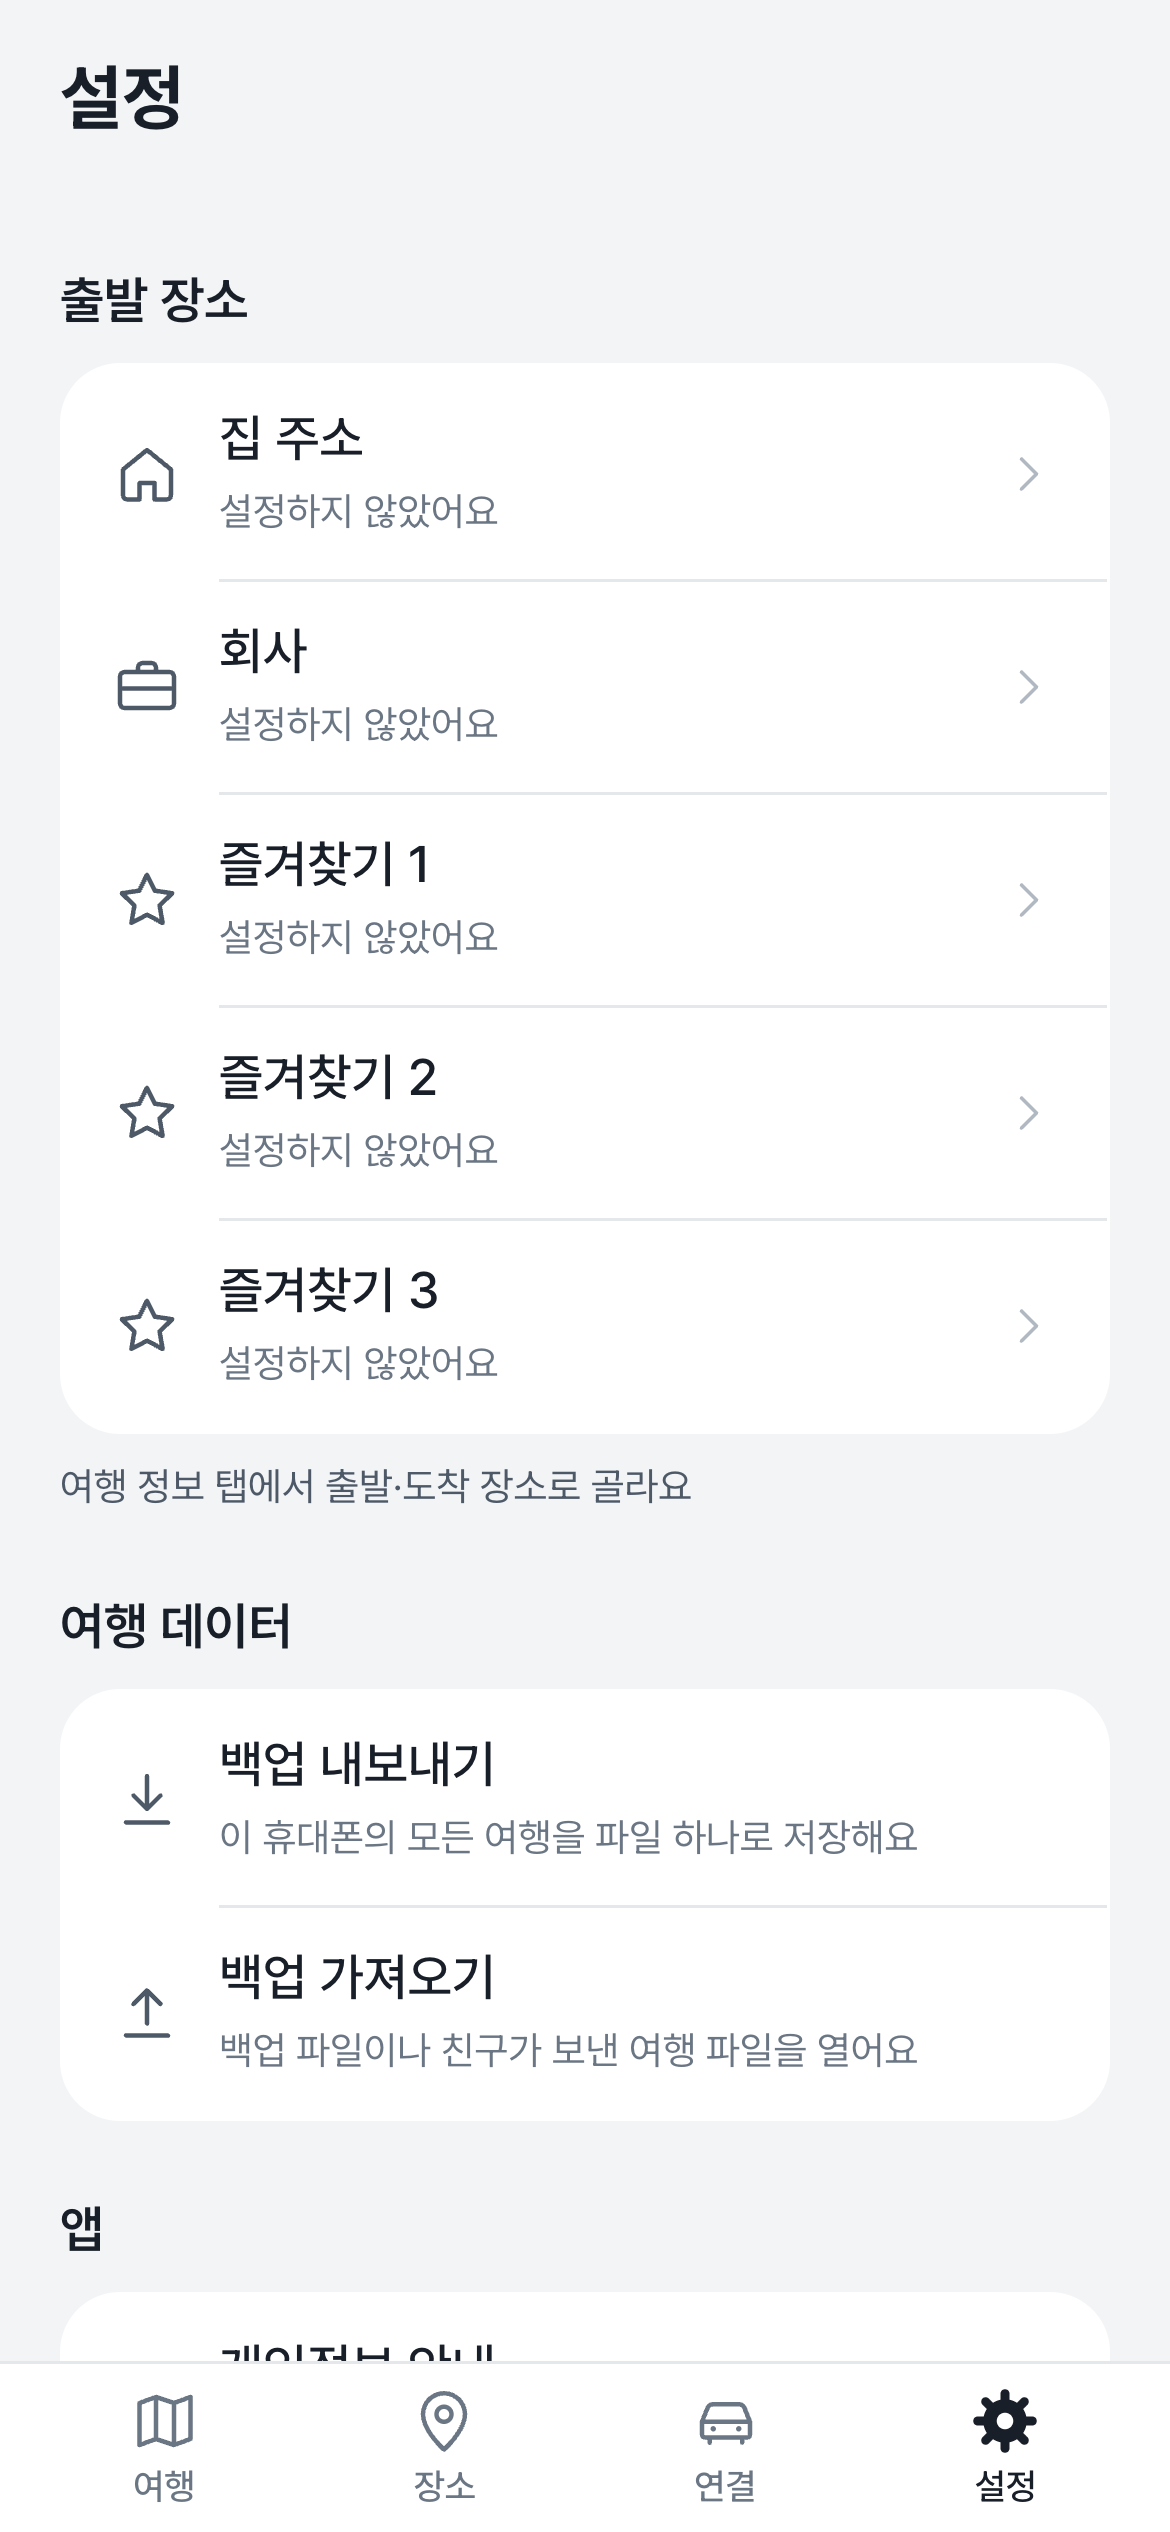 설정
출발 장소
집 주소
설정하지 않았어요
회사
설정하지 않았어요
즐겨찾기 1
설정하지 않았어요
즐겨찾기 2
설정하지 않았어요
즐겨찾기 3
설정하지 않았어요
여행 정보 탭에서 출발·도착 장소로 골라요
여행 데이터
백업 내보내기
이 휴대폰의 모든 여행을 파일 하나로 저장해요
백업 가져오기
백업 파일이나 친구가 보낸 여행 파일을 열어요
앱
여행
장소
연결
설정